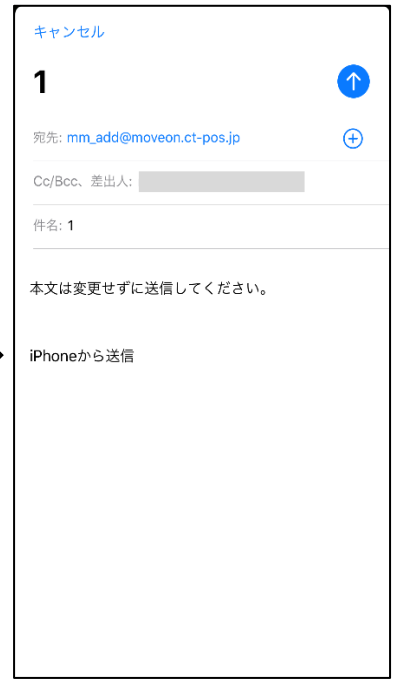 キャンセル
1
宛先: mm_add@moveon.ct-pos.jp
Cc/Bcc、差出人:
件名: 1
本文は変更せずに送信してください。
iPhoneから送信